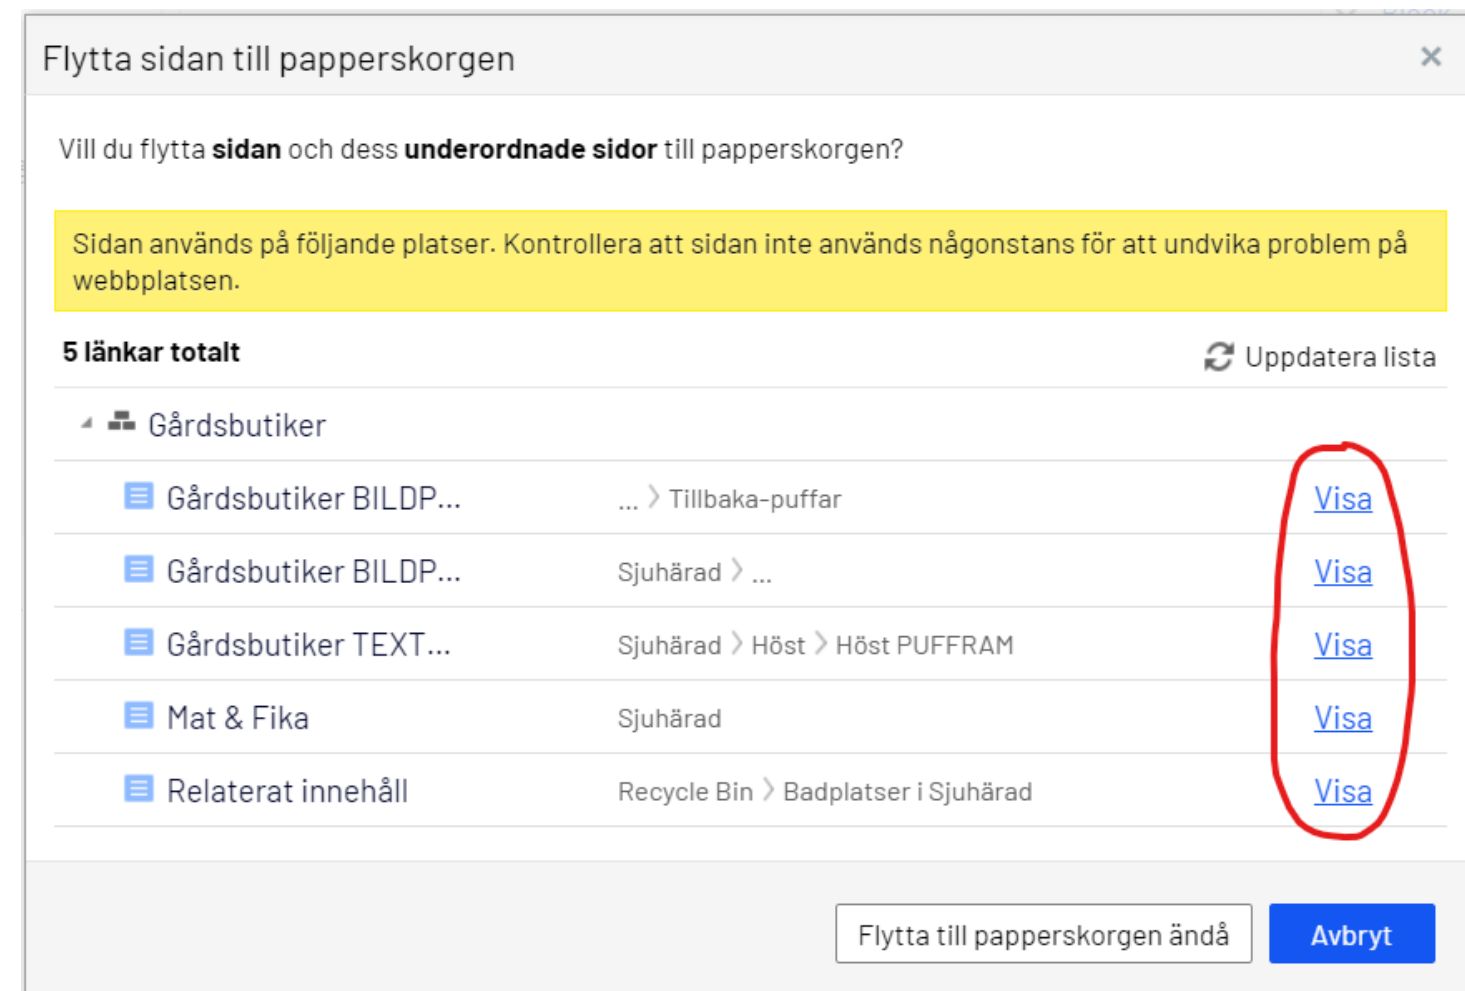 Flytta sidan till papperskorgen
Vill du flytta sidan och dess underordnade sidor till papperskorgen?
Sidan används på följande platser. Kontrollera att sidan inte används någonstans för att undvika problem på
webbplatsen.
5 länkar totalt
Uppdatera lista
Gårdsbutiker
Gårdsbutiker BILDP... ... > Tillbaka-puffar Visa
Gårdsbutiker BILDP... Sjuhärad > ... Visa
Gårdsbutiker TEXT... Sjuhärad > Höst > Höst PUFFRAM Visa
Mat & Fika Sjuhärad Visa
Relaterat innehåll Recycle Bin > Badplatser i Sjuhärad Visa
Flytta till papperskorgen ändå
Avbryt